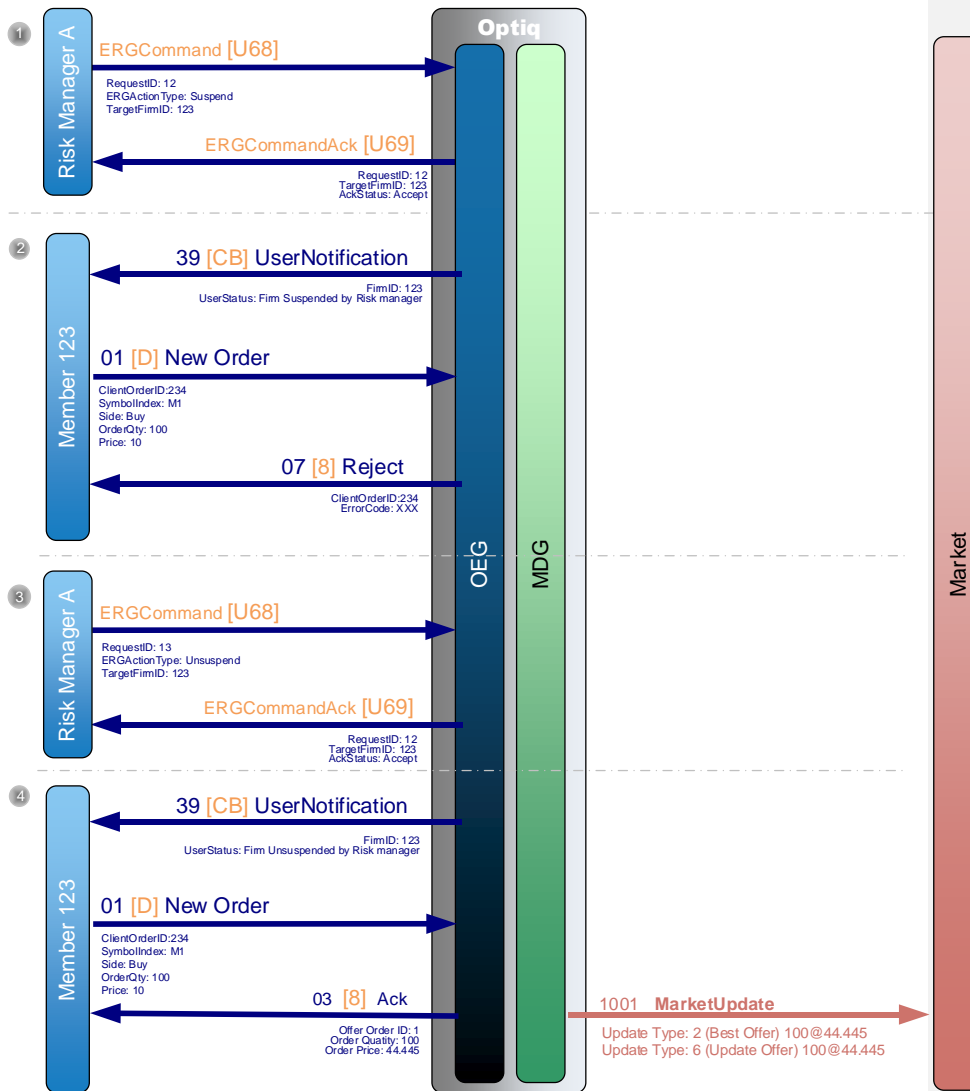 Optiq
1
Risk Manager A
ERGCommand [U68]
RequestID: 12
ERGActionType: Suspend
TargetFirmID: 123
ERGCommandAck [U69]
RequestID: 12
TargetFirmID: 123
AckStatus: Accept
2
Member 123
39 [CB] UserNotification
FirmID: 123
UserStatus: Firm Suspended by Risk manager
01 [D] New Order
ClientOrderID:234
SymbolIndex: M1
Side: Buy
OrderQty: 100
Price: 10
07 [8] Reject
ClientOrderID:234
ErrorCode: XXX
OEG
MDG
Market
3
Risk Manager A
ERGCommand [U68]
RequestID: 13
ERGActionType: Unsuspend
TargetFirmID: 123
ERGCommandAck [U69]
RequestID: 12
TargetFirmID: 123
AckStatus: Accept
4
Member 123
39 [CB] UserNotification
FirmID: 123
UserStatus: Firm Unsuspended by Risk manager
01 [D] New Order
ClientOrderID:234
SymbolIndex: M1
Side: Buy
OrderQty: 100
Price: 10
03 [8] Ack
Offer Order ID: 1
Order Quatity: 100
Order Price: 44.445
1001 MarketUpdate
Update Type: 2 (Best Offer) 100@44.445
Update Type: 6 (Update Offer) 100@44.445